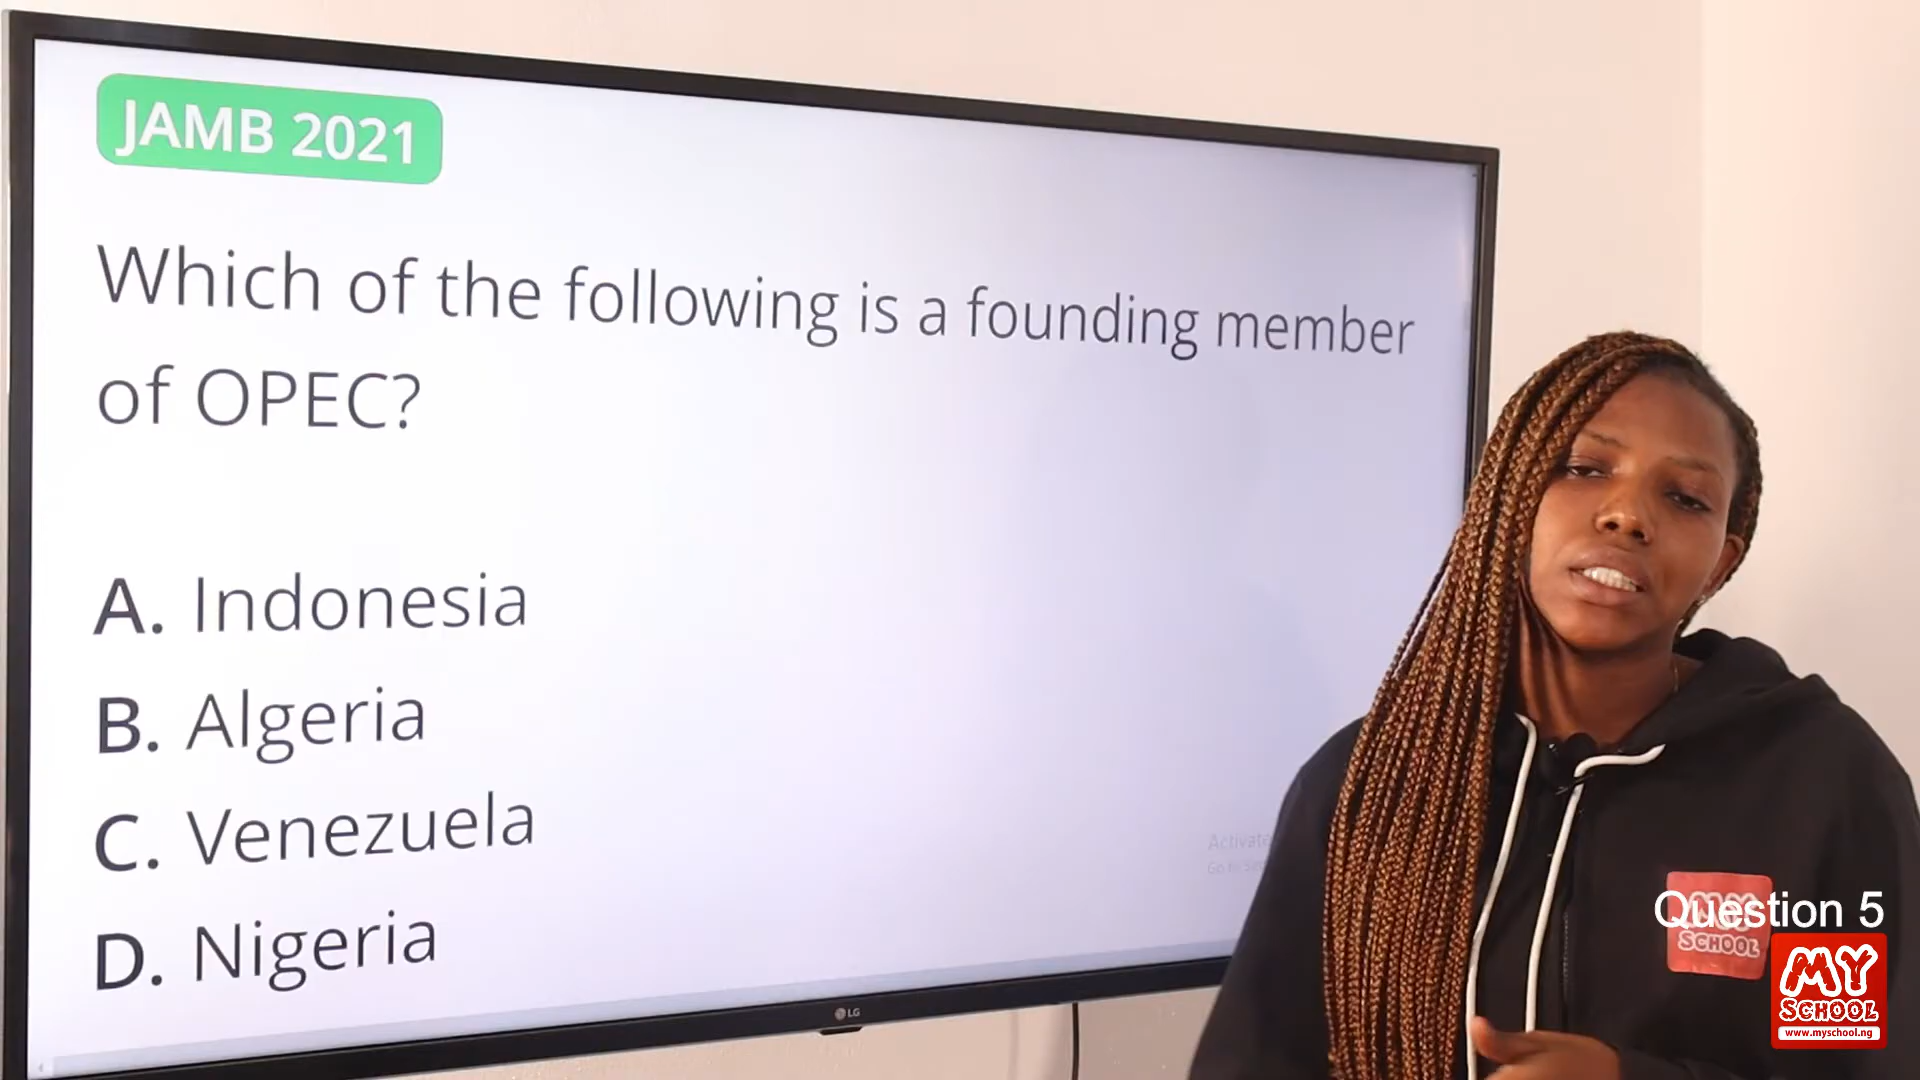 JAMB 2021
Which of the following is a founding member
of OPEC?
A. Indonesia
B. Algeria
C. Venezuela
D. Nigeria
LG
Question 5
MY
SCHOOL
MY
SCHOOL
www.myschool.ng